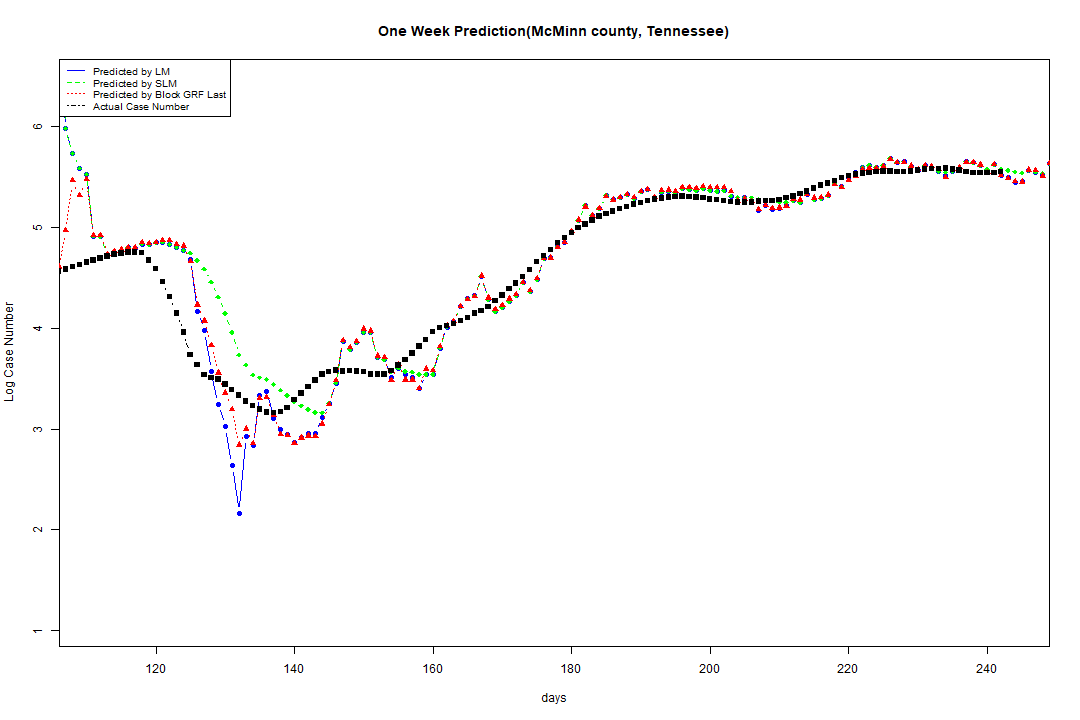 One Week Prediction(McMinn county, Tennessee)
Predicted by LM
Predicted by SLM
Predicted by Block GRF Last
Actual Case Number
Log Case Number
6
5
4
3
2
1
120 140 160 180 200 220 240
days